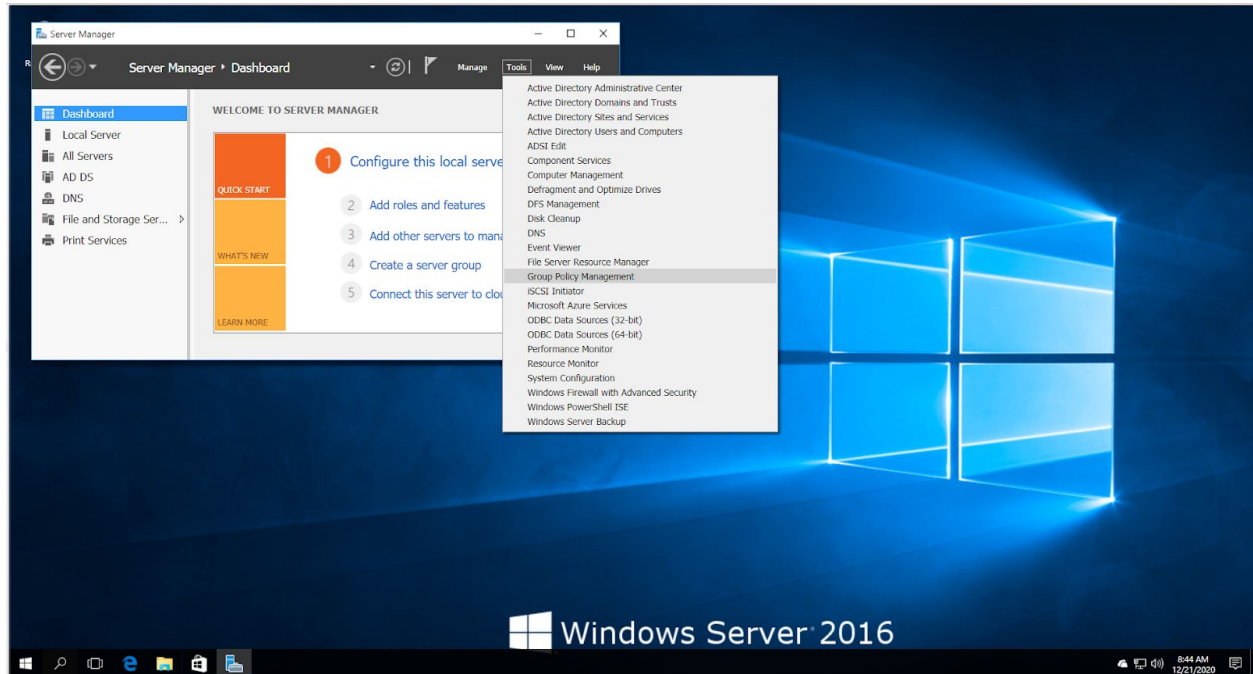 Server Manager
Server Manager ‣ Dashboard
Manage
Tools
View
Help
Dashboard
Local Server
All Servers
AD DS
DNS
File and Storage Ser...
Print Services
WELCOME TO SERVER MANAGER
QUICK START
WHAT'S NEW
LEARN MORE
1 Configure this local serve
2 Add roles and features
3 Add other servers to mana
4 Create a server group
5 Connect this server to clou
Active Directory Administrative Center
Active Directory Domains and Trusts
Active Directory Sites and Services
Active Directory Users and Computers
ADSI Edit
Component Services
Computer Management
Defragment and Optimize Drives
DFS Management
Disk Cleanup
DNS
Event Viewer
File Server Resource Manager
Group Policy Management
iSCSI Initiator
Microsoft Azure Services
ODBC Data Sources (32-bit)
ODBC Data Sources (64-bit)
Performance Monitor
Resource Monitor
System Configuration
Windows Firewall with Advanced Security
Windows PowerShell ISE
Windows Server Backup
Windows Server 2016
8:44 AM
12/21/2020